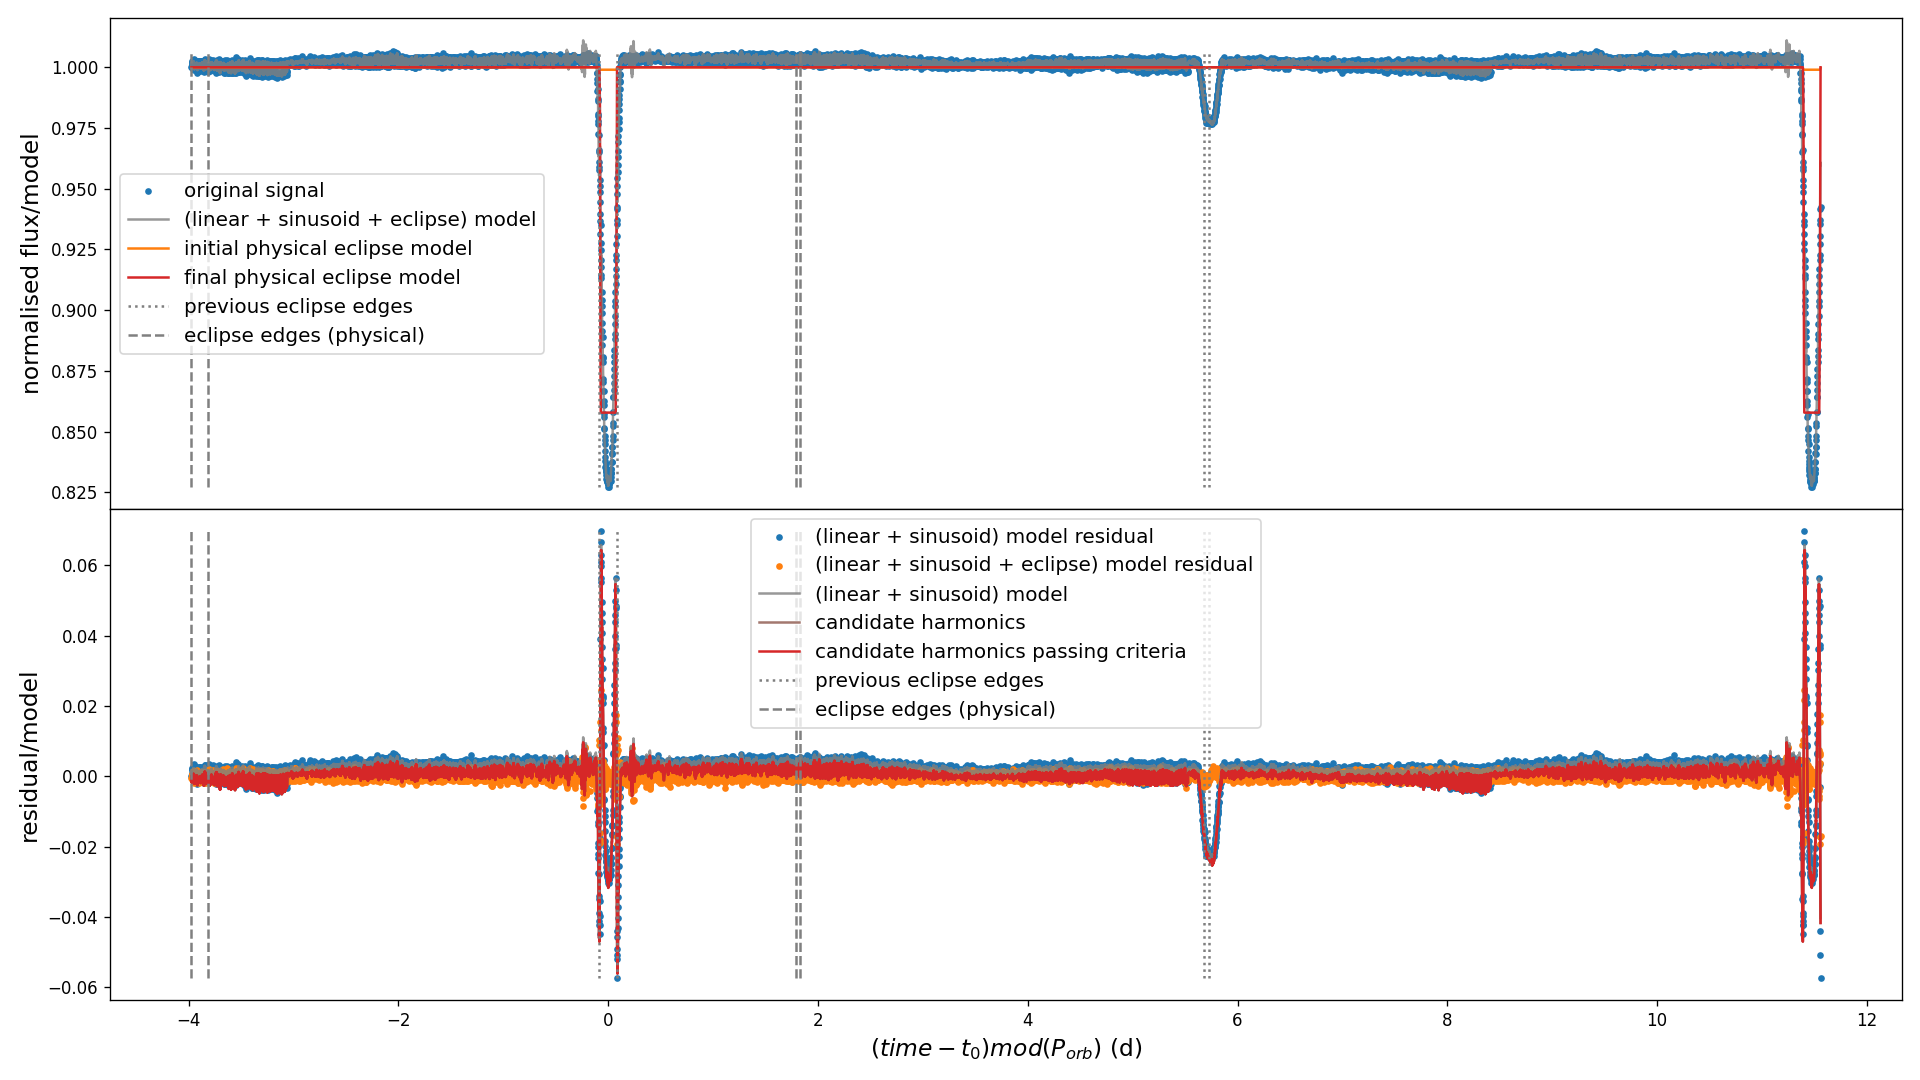 normalised flux/model
1.000
0.975
0.950
0.925
0.900
0.875
0.850
0.825
original signal
(linear + sinusoid + eclipse) model
initial physical eclipse model
final physical eclipse model
previous eclipse edges
eclipse edges (physical)
residual/model
0.06
0.04
0.02
0.00
−0.02
−0.04
−0.06
(linear + sinusoid) model residual
(linear + sinusoid + eclipse) model residual
(linear + sinusoid) model
candidate harmonics
candidate harmonics passing criteria
previous eclipse edges
eclipse edges (physical)
−4 −2 0 2 4 6 8 10 12
(time − t₀)mod(P_orb) (d)